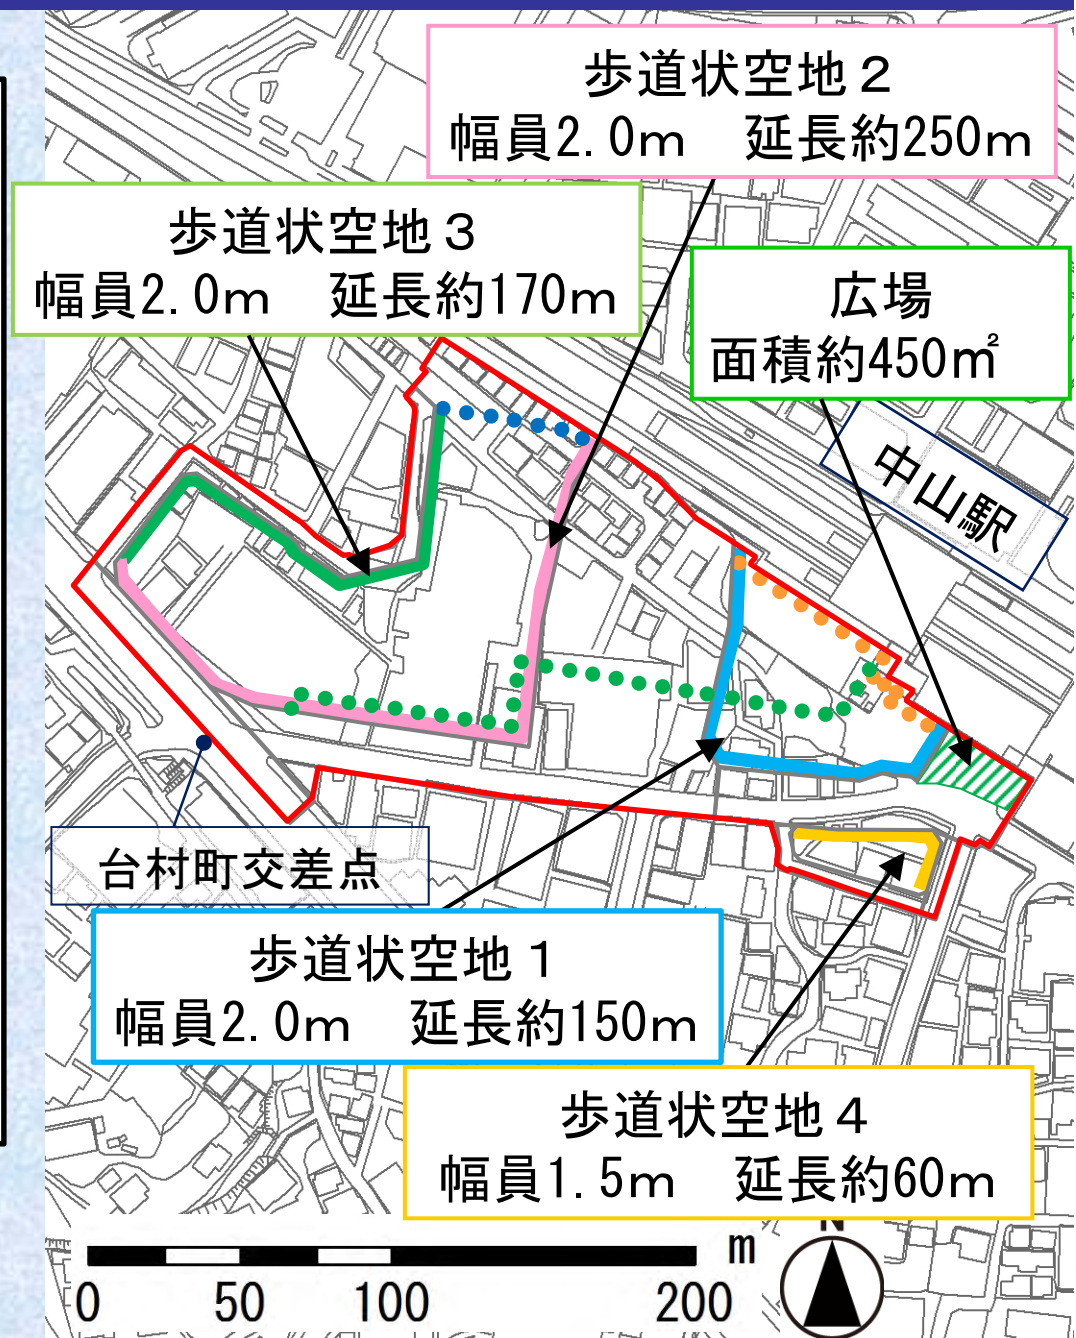 歩道状空地２
幅員2.0ｍ　延長約250ｍ
歩道状空地３
幅員2.0ｍ　延長約170ｍ
広場
面積約450㎡
中山駅
台村町交差点
歩道状空地１
幅員2.0ｍ　延長約150ｍ
歩道状空地４
幅員1.5ｍ　延長約60ｍ
N
m
0 50 100 200